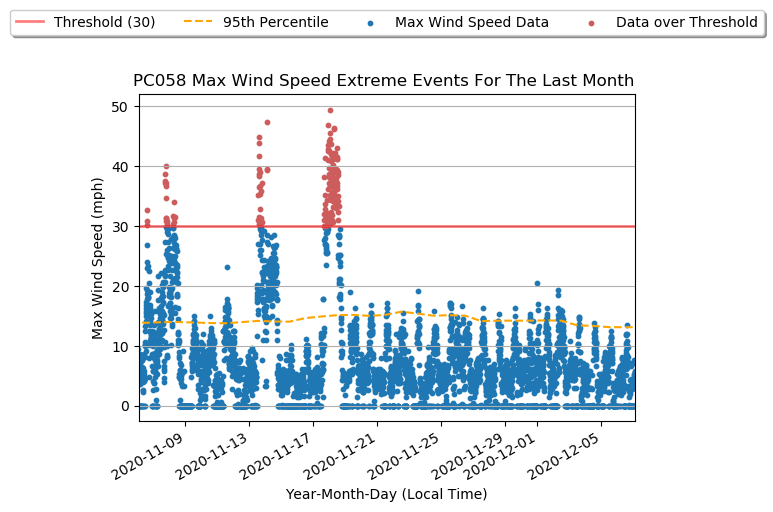 Threshold (30) 95th Percentile Max Wind Speed Data Data over Threshold
PC058 Max Wind Speed Extreme Events For The Last Month
50
40
30
20
10
0
Max Wind Speed (mph)
2020-11-09 2020-11-13 2020-11-17 2020-11-21 2020-11-25 2020-11-29 2020-12-01 2020-12-05
Year-Month-Day (Local Time)